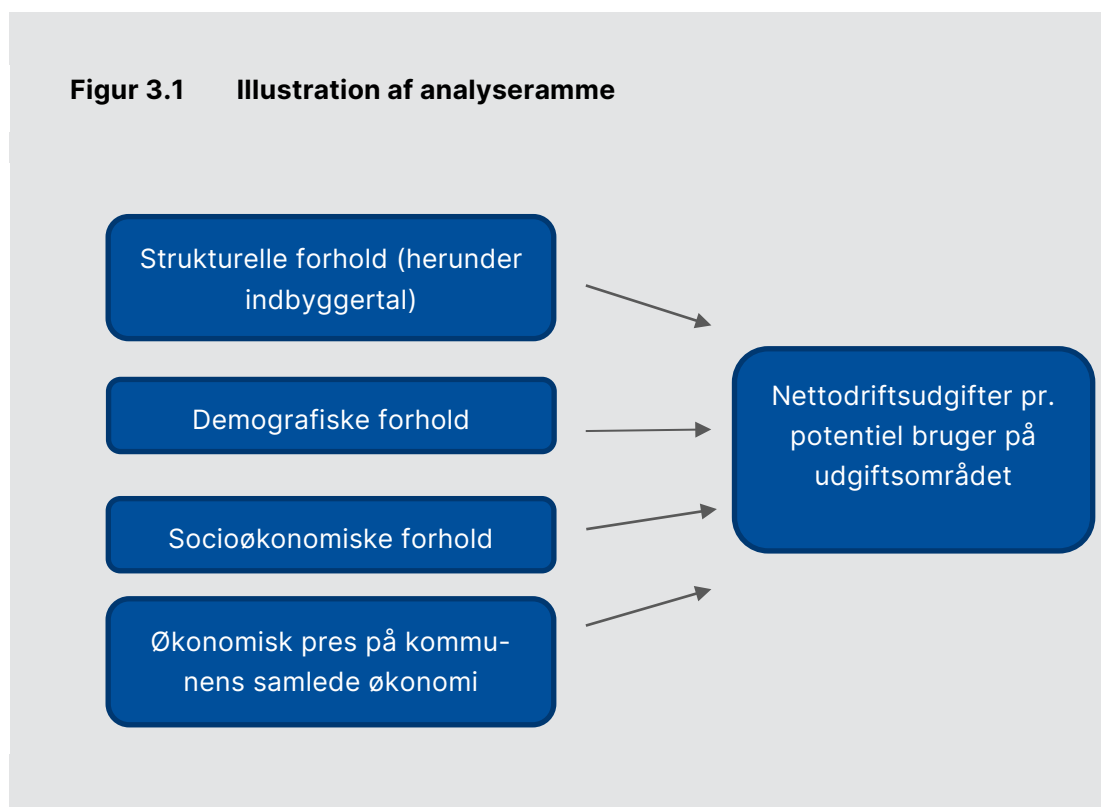 Figur 3.1 Illustration af analyseramme
Strukturelle forhold (herunder
indbyggertal)
Demografiske forhold
Socioøkonomiske forhold
Økonomisk pres på kommu-
nens samlede økonomi
Nettodriftsudgifter pr.
potentiel bruger på
udgiftsområdet